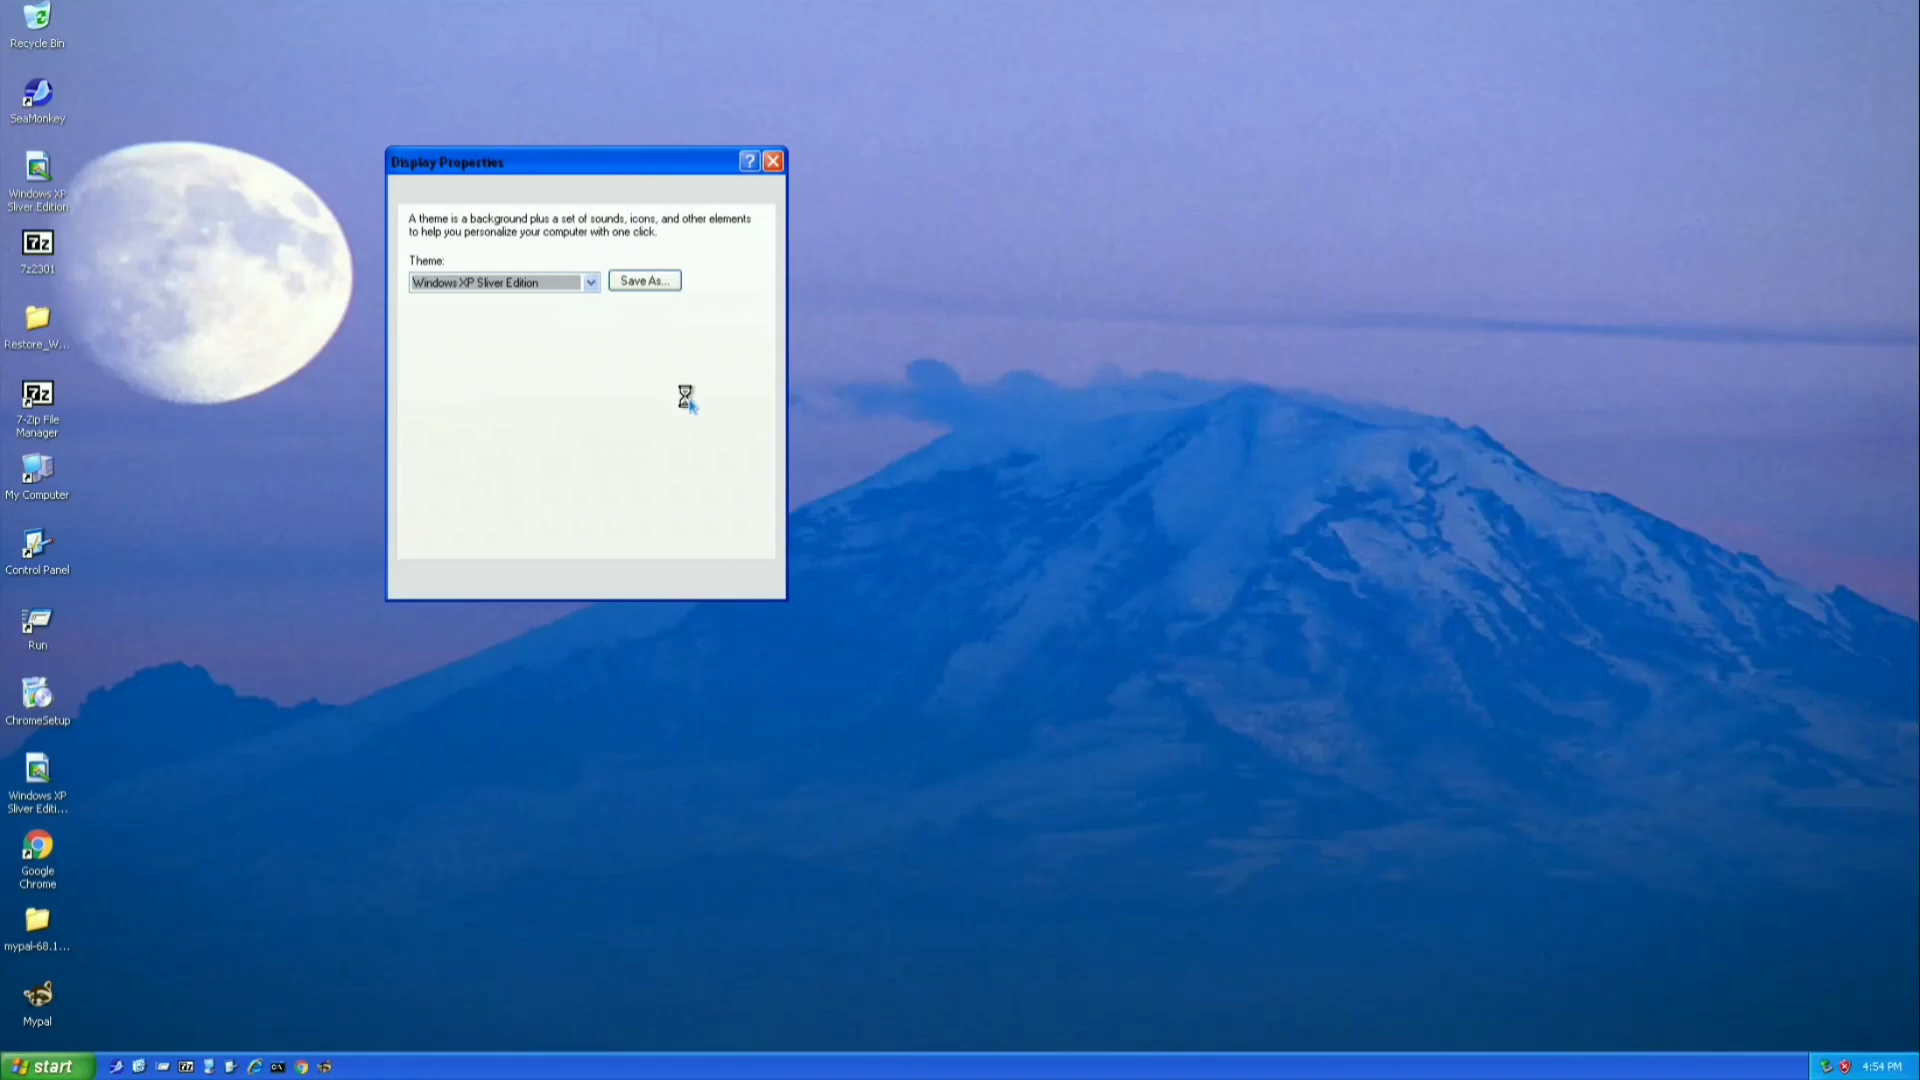 Recycle Bin
SeaMonkey
Windows XP
Sliver Edition
7z2301
Restore_W...
7-Zip File
Manager
My Computer
Control Panel
Run
ChromeSetup
Windows XP
Sliver Editi...
Google
Chrome
mypal-68.1...
Mypal
Display Properties
A theme is a background plus a set of sounds, icons, and other elements
to help you personalize your computer with one click.
Theme:
Windows XP Sliver Edition
Save As...
start
4:54 PM